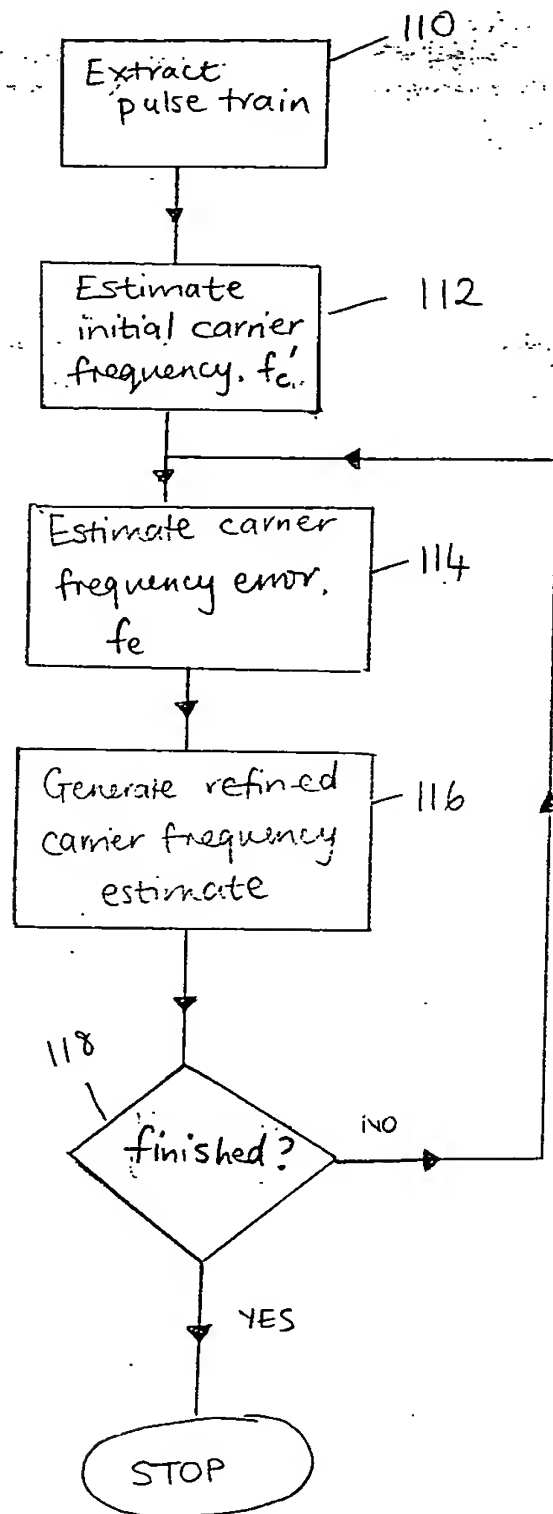 110
Extract
pulse train
Estimate
initial carrier
frequency, fc'
112
Estimate carrier
frequency error,
fe
114
Generate refined
carrier frequency
estimate
116
118
finished?
NO
YES
STOP